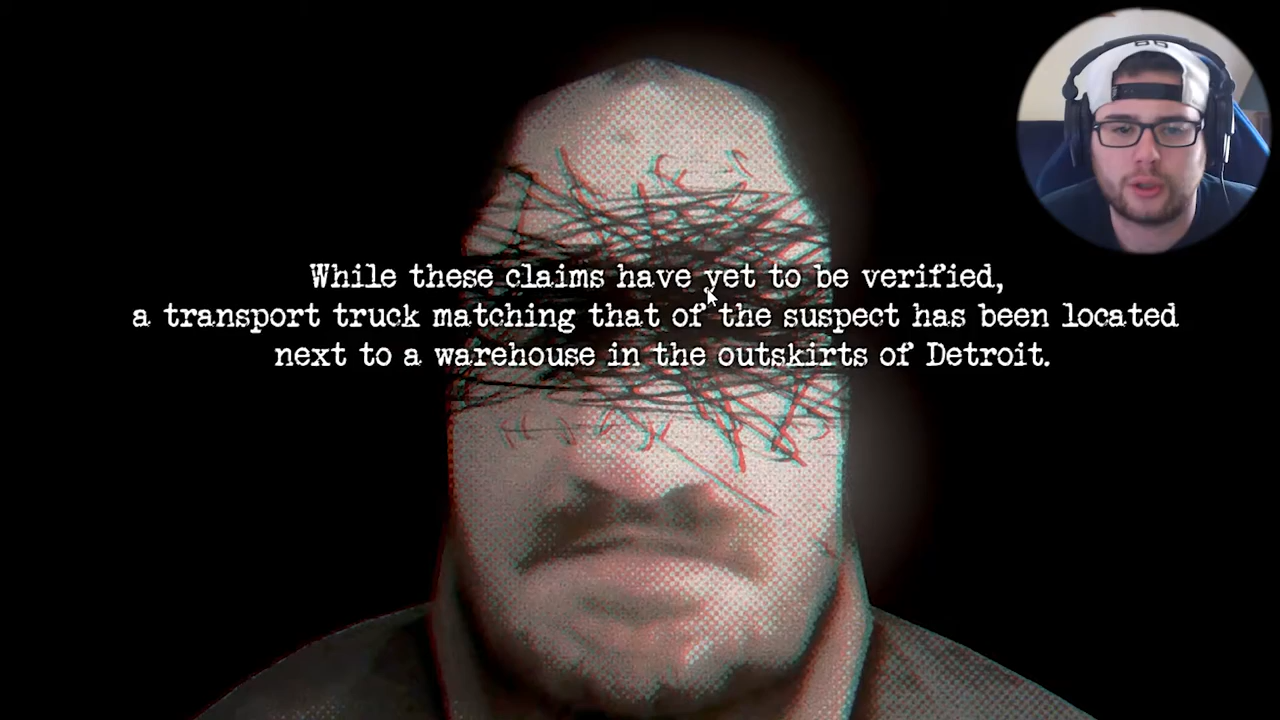 While these claims have yet to be verified,
a transport truck matching that of the suspect has been located
next to a warehouse in the outskirts of Detroit.